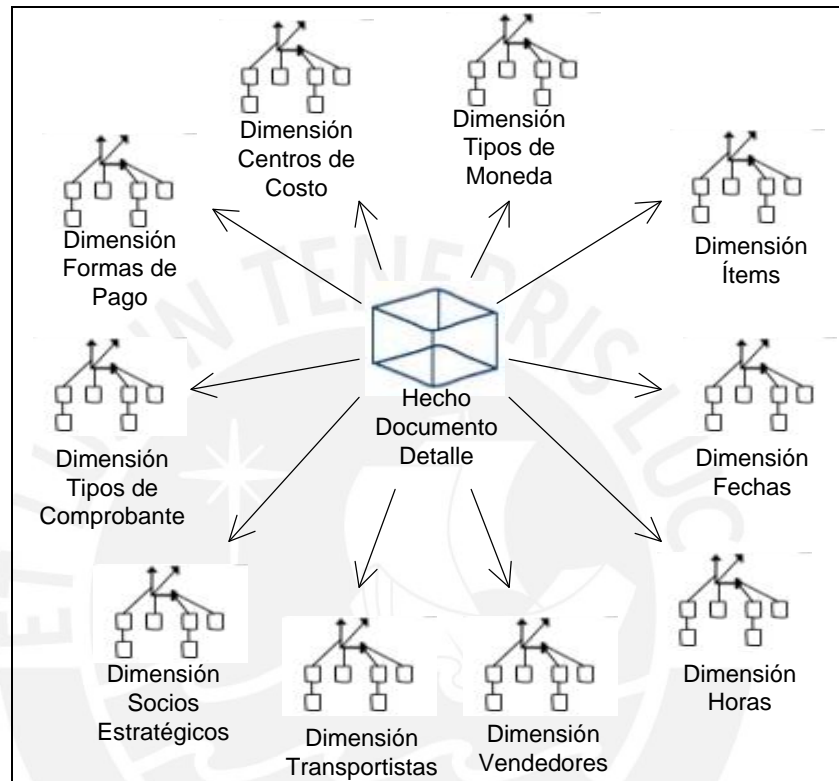 Dimensión
Centros de
Costo
Dimensión
Tipos de
Moneda
Dimensión
Formas de
Pago
Dimensión
Ítems
Hecho
Documento
Detalle
Dimensión
Tipos de
Comprobante
Dimensión
Fechas
Dimensión
Socios
Estratégicos
Dimensión
Transportistas
Dimensión
Vendedores
Dimensión
Horas
TENEBRIS